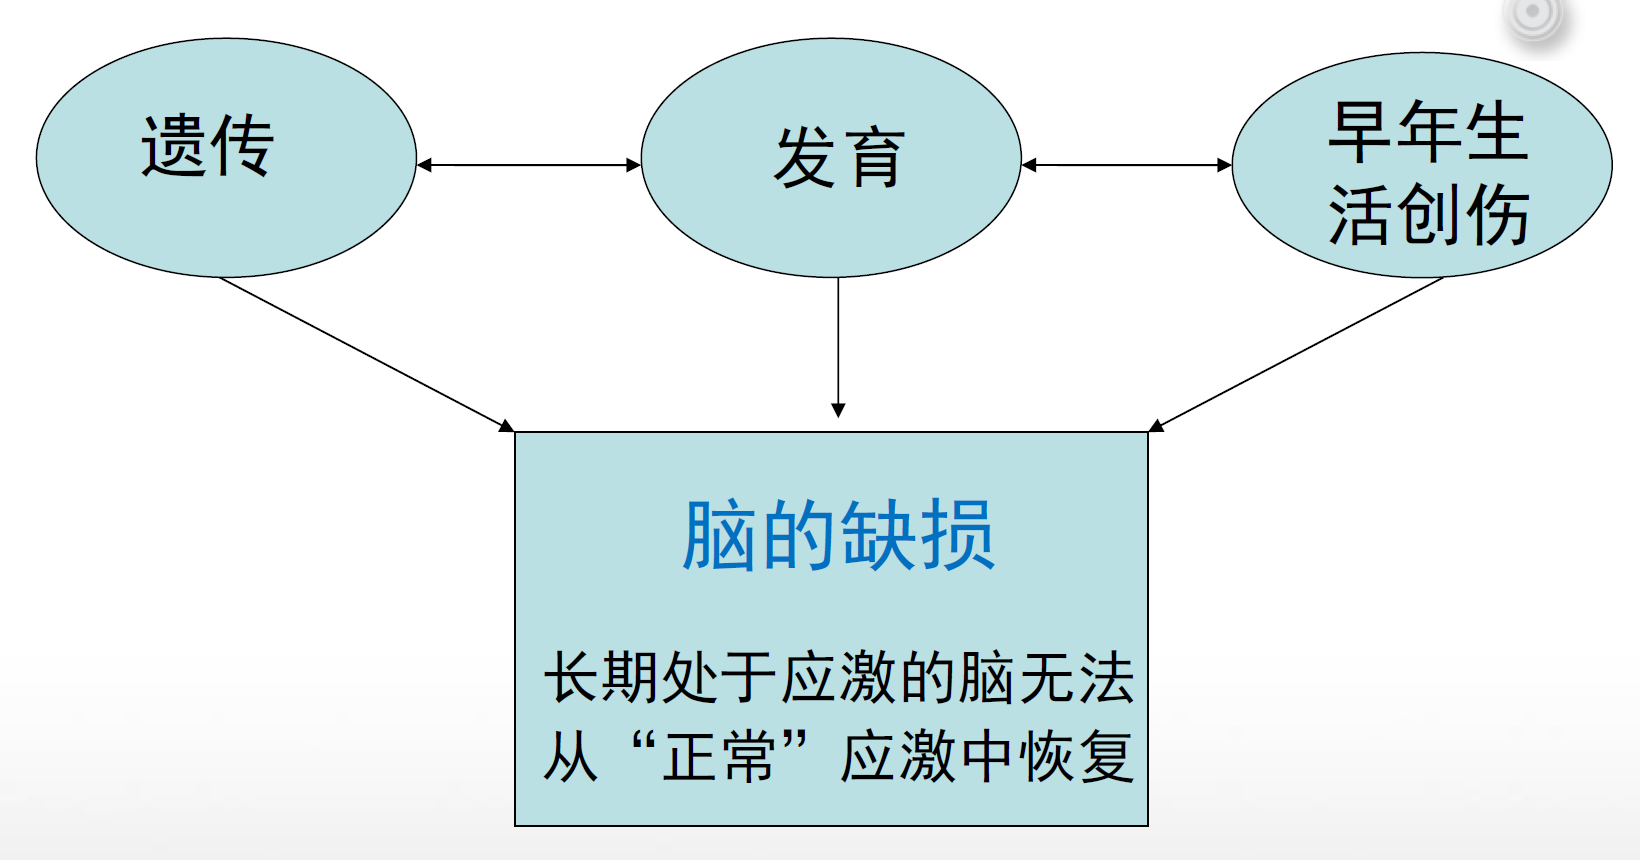 遗传
发育
早年生
活创伤
脑的缺损
长期处于应激的脑无法
从“正常”应激中恢复